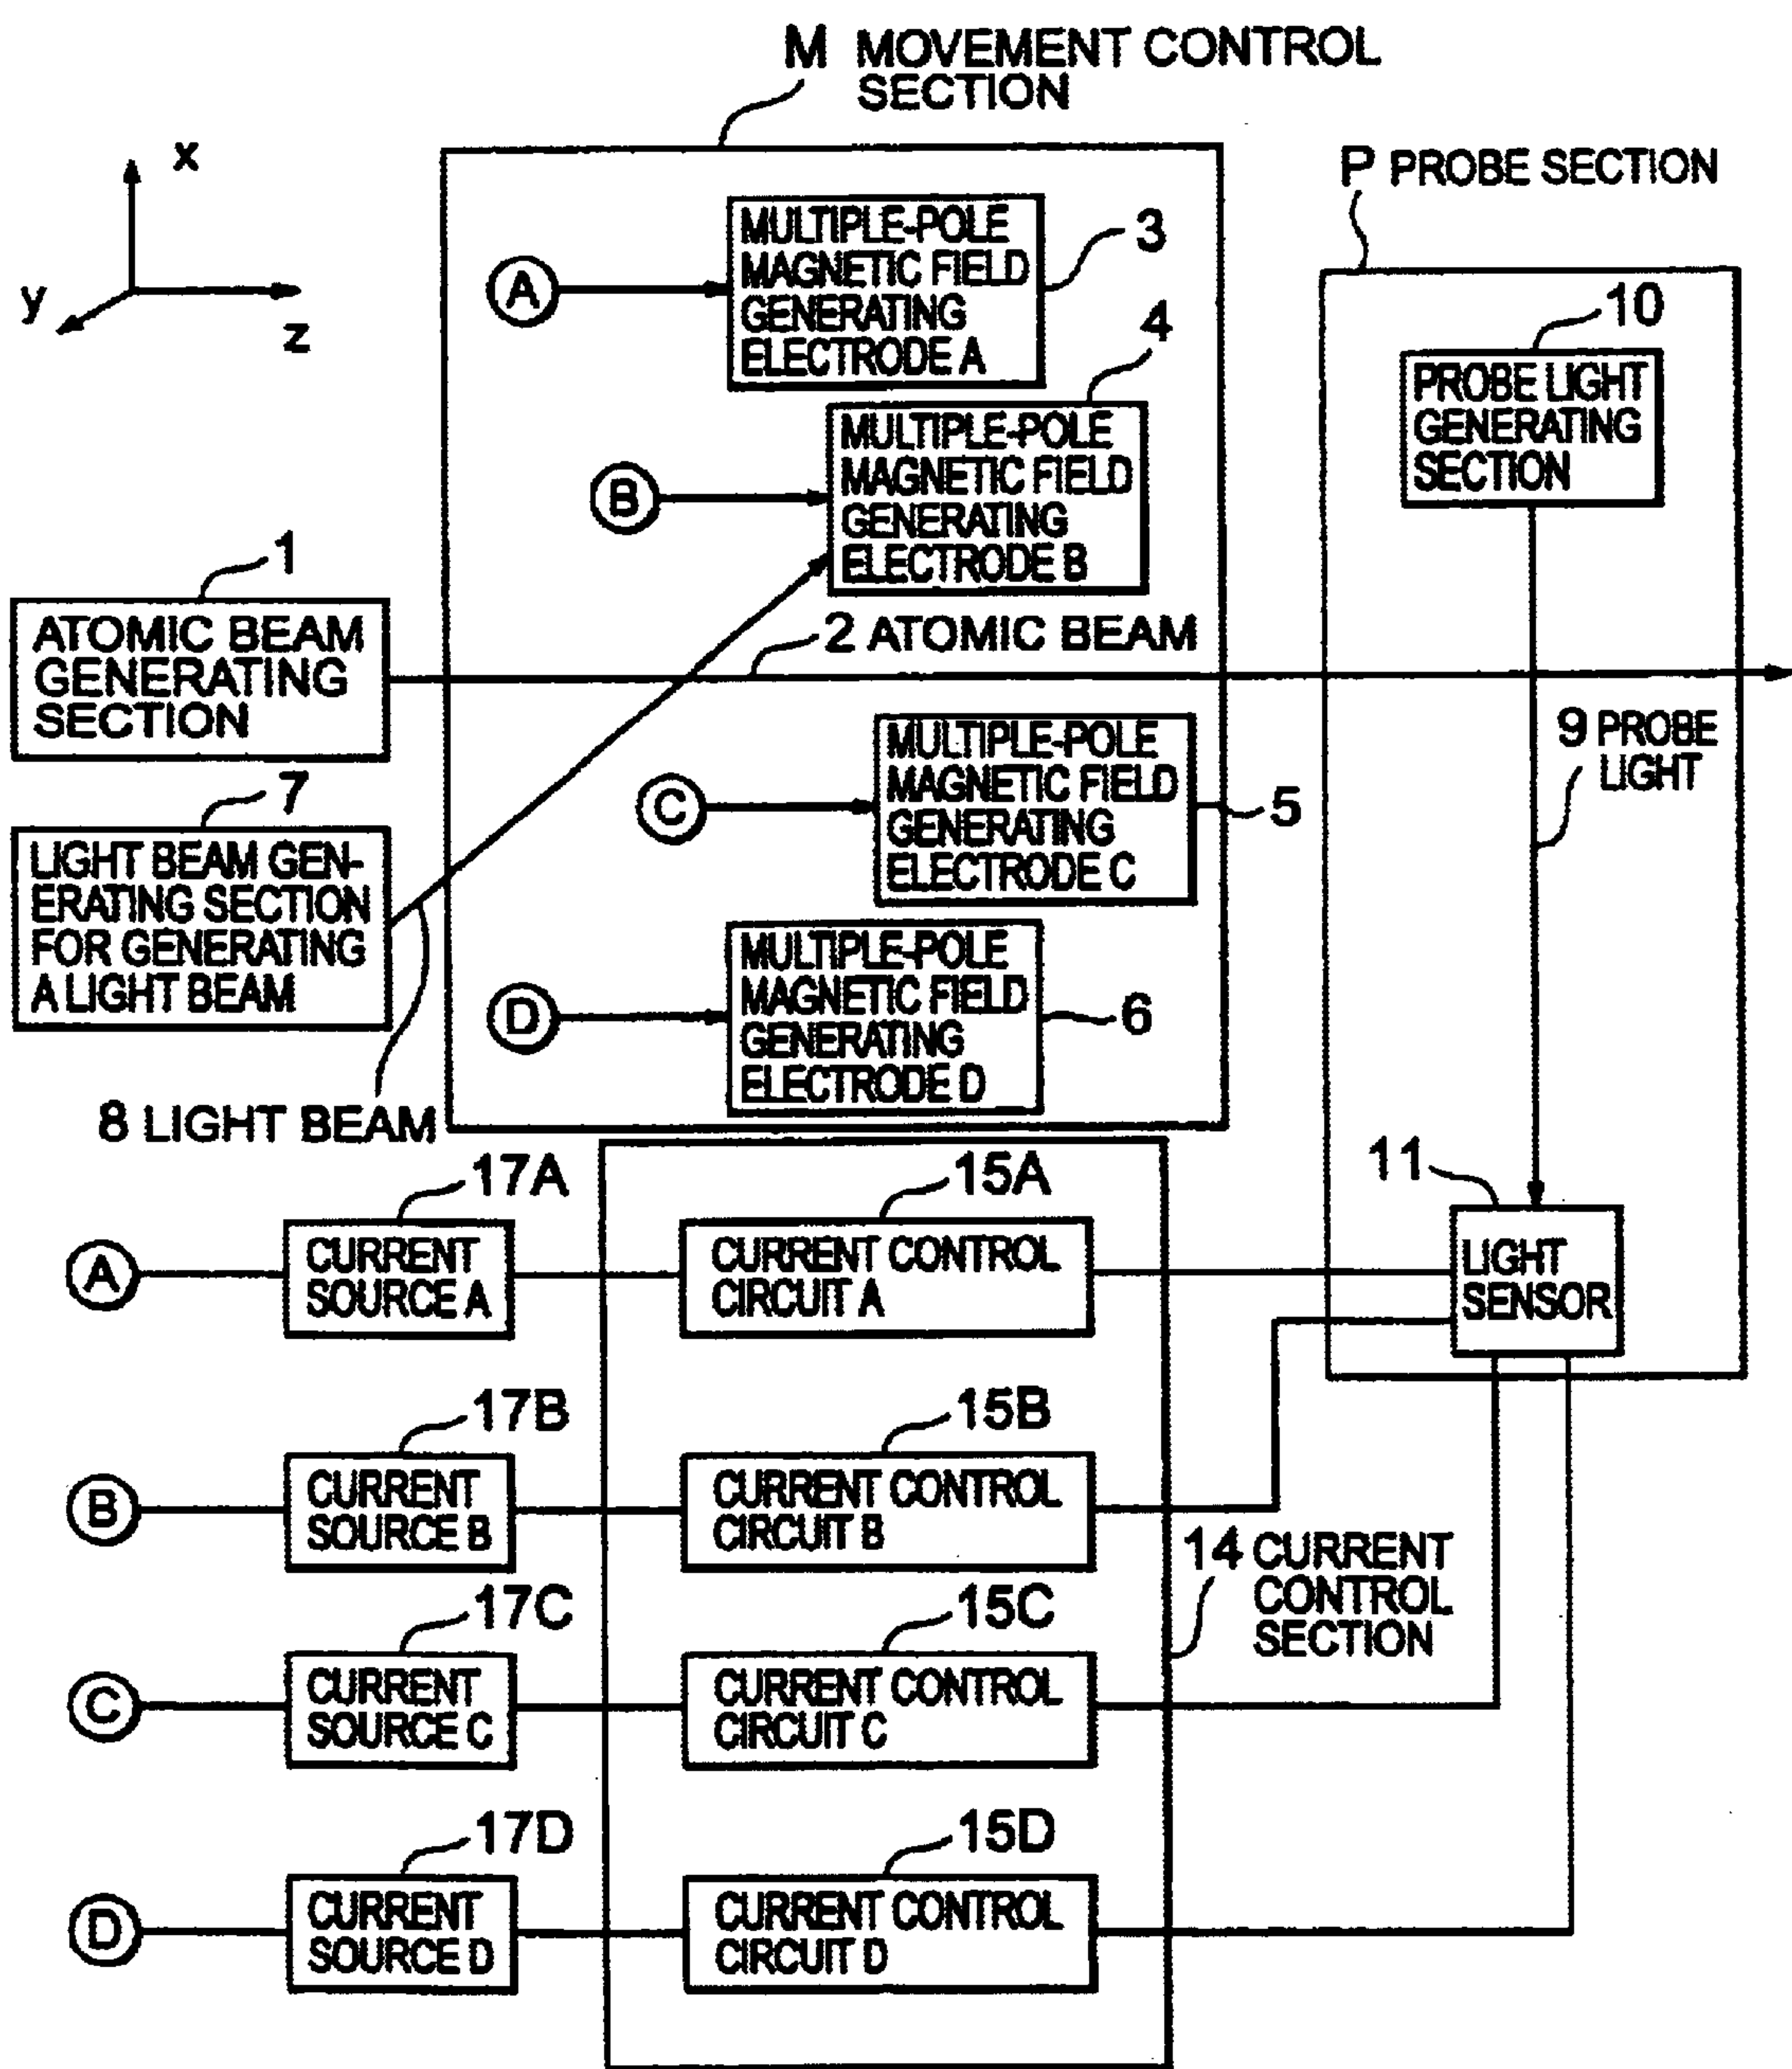 M MOVEMENT CONTROL
SECTION
x
y
z
P PROBE SECTION
MULTIPLE-POLE
MAGNETIC FIELD
GENERATING
ELECTRODE A
3
A
4
10
PROBE LIGHT
GENERATING
SECTION
MULTIPLE-POLE
MAGNETIC FIELD
GENERATING
ELECTRODE B
B
1
ATOMIC BEAM
GENERATING
SECTION
2 ATOMIC BEAM
9 PROBE
LIGHT
MULTIPLE-POLE
MAGNETIC FIELD
GENERATING
ELECTRODE C
C
5
7
LIGHT BEAM GEN-
ERATING SECTION
FOR GENERATING
A LIGHT BEAM
MULTIPLE-POLE
MAGNETIC FIELD
GENERATING
ELECTRODE D
D
6
8 LIGHT BEAM
11
LIGHT
SENSOR
17A
15A
A
CURRENT
SOURCE A
CURRENT CONTROL
CIRCUIT A
17B
15B
B
CURRENT
SOURCE B
CURRENT CONTROL
CIRCUIT B
14 CURRENT
CONTROL
SECTION
17C
15C
C
CURRENT
SOURCE C
CURRENT CONTROL
CIRCUIT C
17D
15D
D
CURRENT
SOURCE D
CURRENT CONTROL
CIRCUIT D